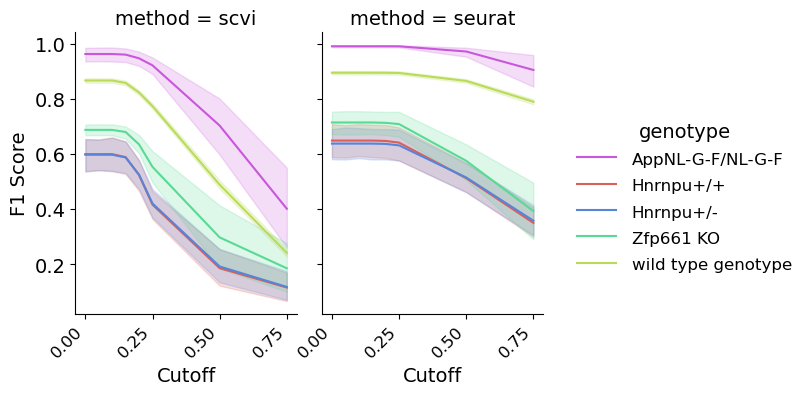 method = scvi
method = seurat
F1 Score
1.0
0.8
0.6
0.4
0.2
0.00
0.25
0.50
0.75
Cutoff
0.00
0.25
0.50
0.75
Cutoff
genotype
AppNL-G-F/NL-G-F
Hnrnpu+/+
Hnrnpu+/-
Zfp661 KO
wild type genotype